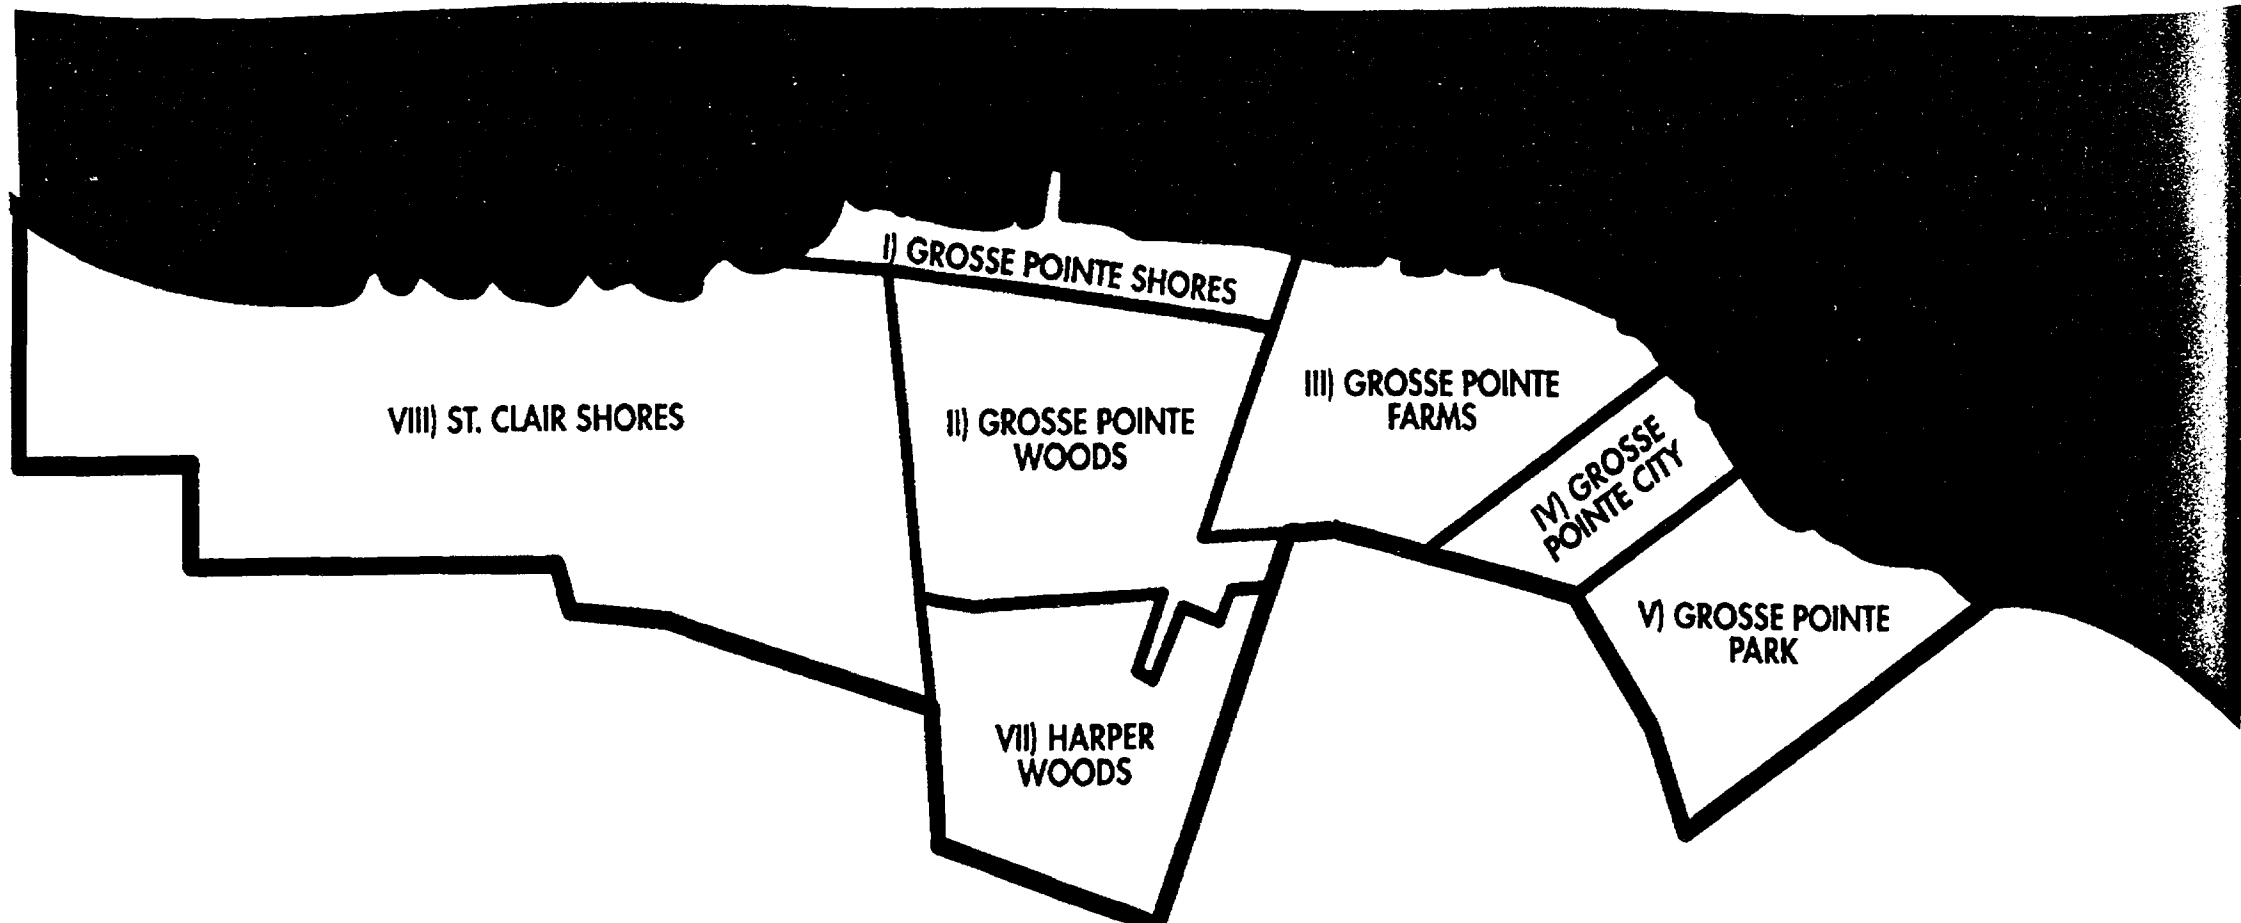 I) GROSSE POINTE SHORES
VIII) ST. CLAIR SHORES
II) GROSSE POINTE
WOODS
III) GROSSE POINTE
FARMS
IV) GROSSE
POINTE CITY
V) GROSSE POINTE
PARK
VII) HARPER
WOODS